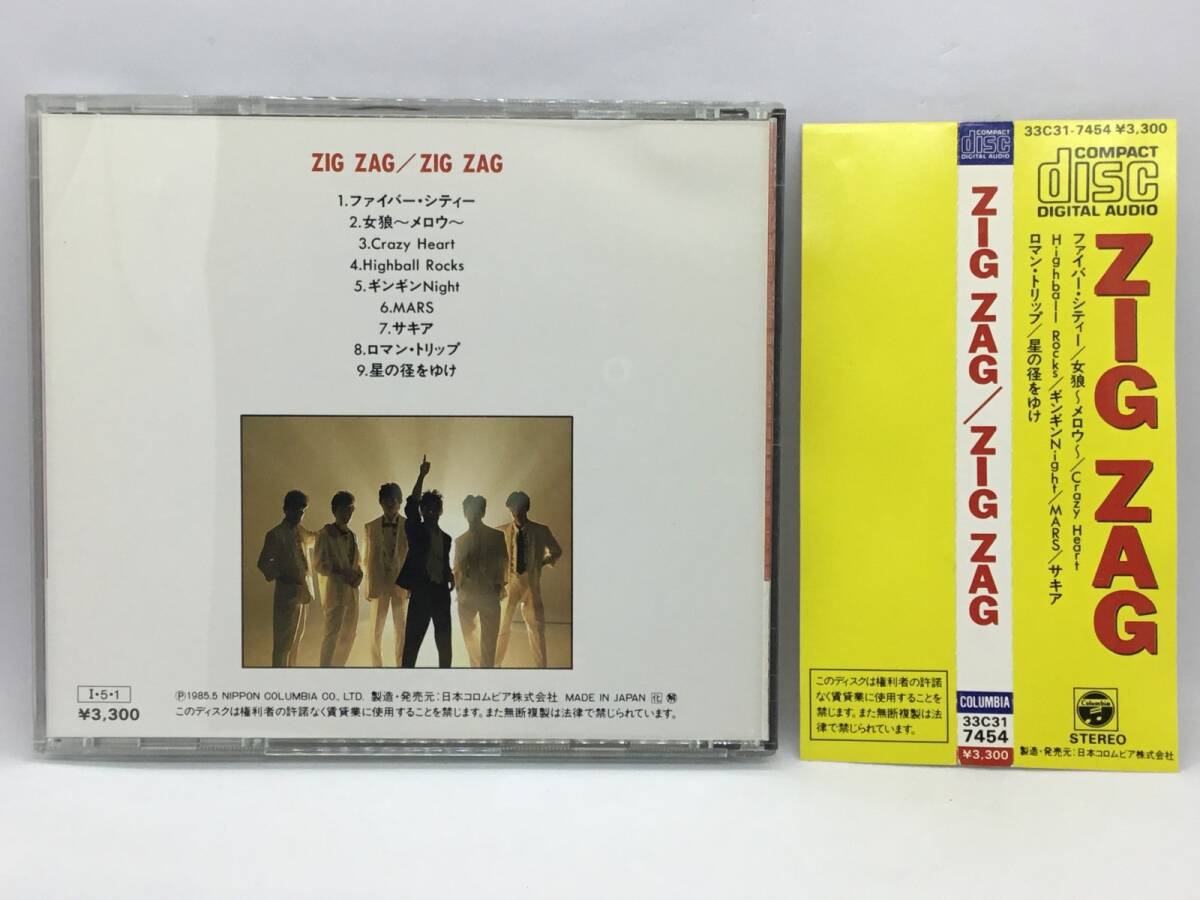 ZIG ZAG/ZIG ZAG
1.ファイバー・シティー
2.女狼〜メロウ〜
3.Crazy Heart
4.Highball Rocks
5.ギンギンNight
6.MARS
7.サキア
8.ロマン・トリップ
9.星の径をゆけ
I・5・1
¥3,300
Ⓟ1985.5 NIPPON COLUMBIA CO., LTD. 製造・発売元:日本コロムビア株式会社 MADE IN JAPAN
このディスクは権利者の許諾なく賃貸業に使用することを禁じます。また無断複製は法律で禁じられています。
このディスクは権利者の許諾
なく賃貸業に使用することを
禁じます。また無断複製は法
律で禁じられています。
COMPACT
disc
DIGITAL AUDIO
ZIG ZAG/ZIG ZAG
COLUMBIA
33C31
7454
¥3,300
33C31-7454 ¥3,300
COMPACT
disc
DIGITAL AUDIO
ZIG ZAG
ファイバー・シティー/女狼〜メロウ〜/Crazy Heart
Highball Rocks/ギンギンNight/MARS/サキア
ロマン・トリップ/星の径をゆけ
Columbia
STEREO
製造・発売元:日本コロムビア株式会社